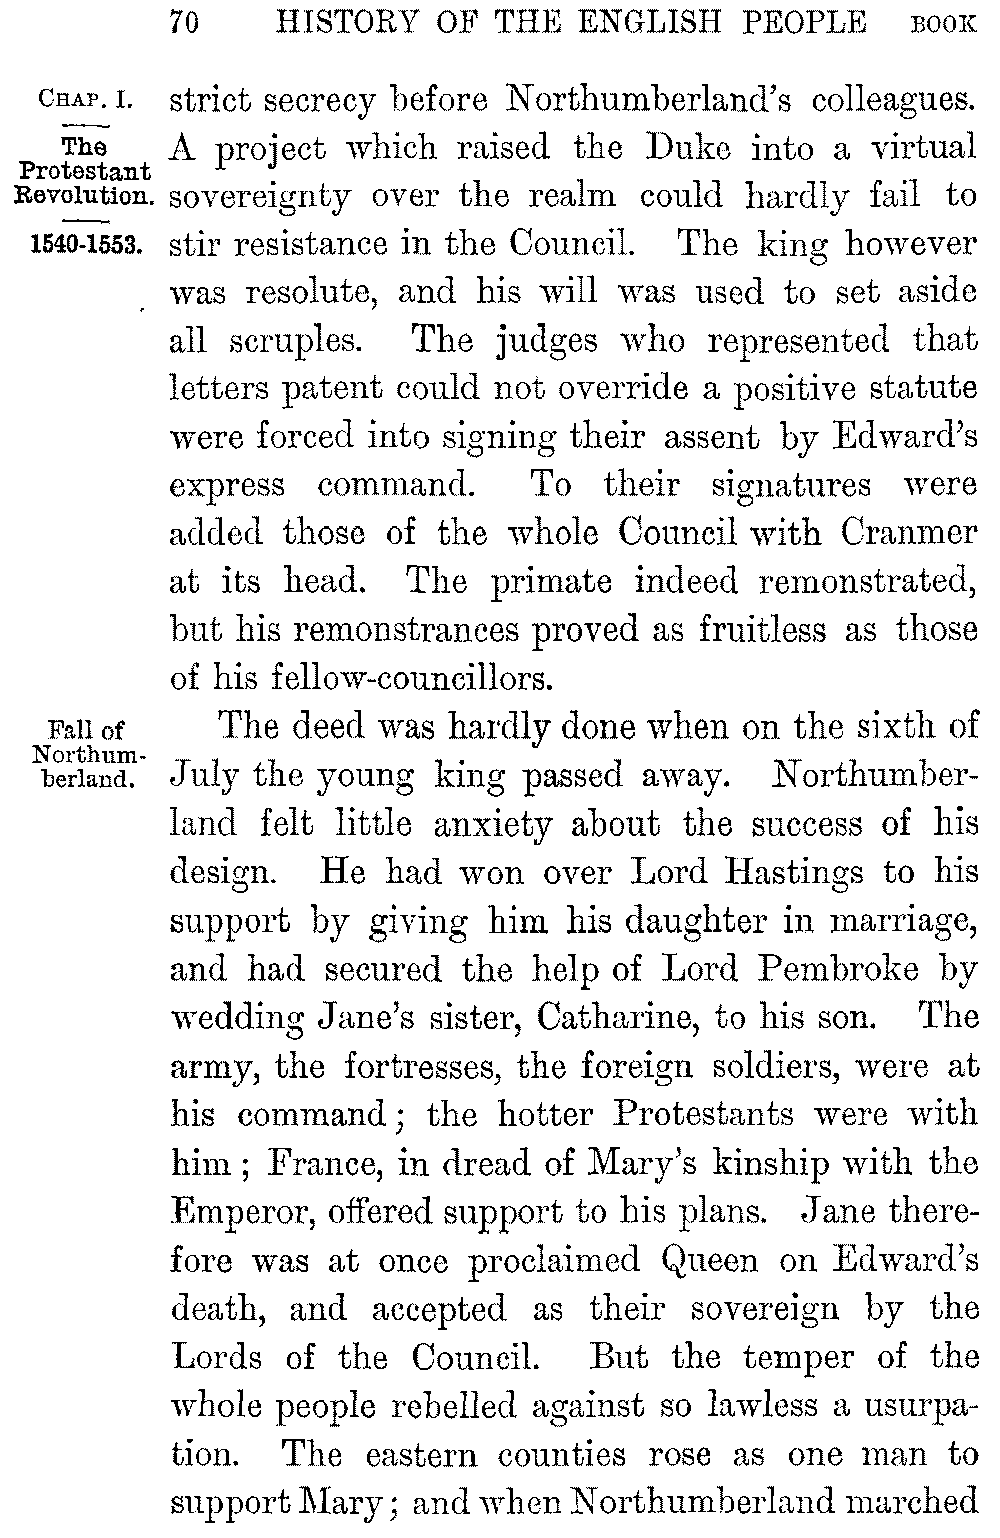 70 HISTORY OF THE ENGLISH PEOPLE BOOK
CHAP. I.
The
Protestant
Revolution.
1540-1553.
strict secrecy before Northumberland's colleagues.
A project which raised the Duke into a virtual
sovereignty over the realm could hardly fail to
stir resistance in the Council. The king however
was resolute, and his will was used to set aside
all scruples. The judges who represented that
letters patent could not override a positive statute
were forced into signing their assent by Edward's
express command. To their signatures were
added those of the whole Council with Cranmer
at its head. The primate indeed remonstrated,
but his remonstrances proved as fruitless as those
of his fellow-councillors.
Fall of
Northum-
berland.
The deed was hardly done when on the sixth of
July the young king passed away. Northumber-
land felt little anxiety about the success of his
design. He had won over Lord Hastings to his
support by giving him his daughter in marriage,
and had secured the help of Lord Pembroke by
wedding Jane's sister, Catharine, to his son. The
army, the fortresses, the foreign soldiers, were at
his command; the hotter Protestants were with
him; France, in dread of Mary's kinship with the
Emperor, offered support to his plans. Jane there-
fore was at once proclaimed Queen on Edward's
death, and accepted as their sovereign by the
Lords of the Council. But the temper of the
whole people rebelled against so lawless a usurpa-
tion. The eastern counties rose as one man to
support Mary; and when Northumberland marched